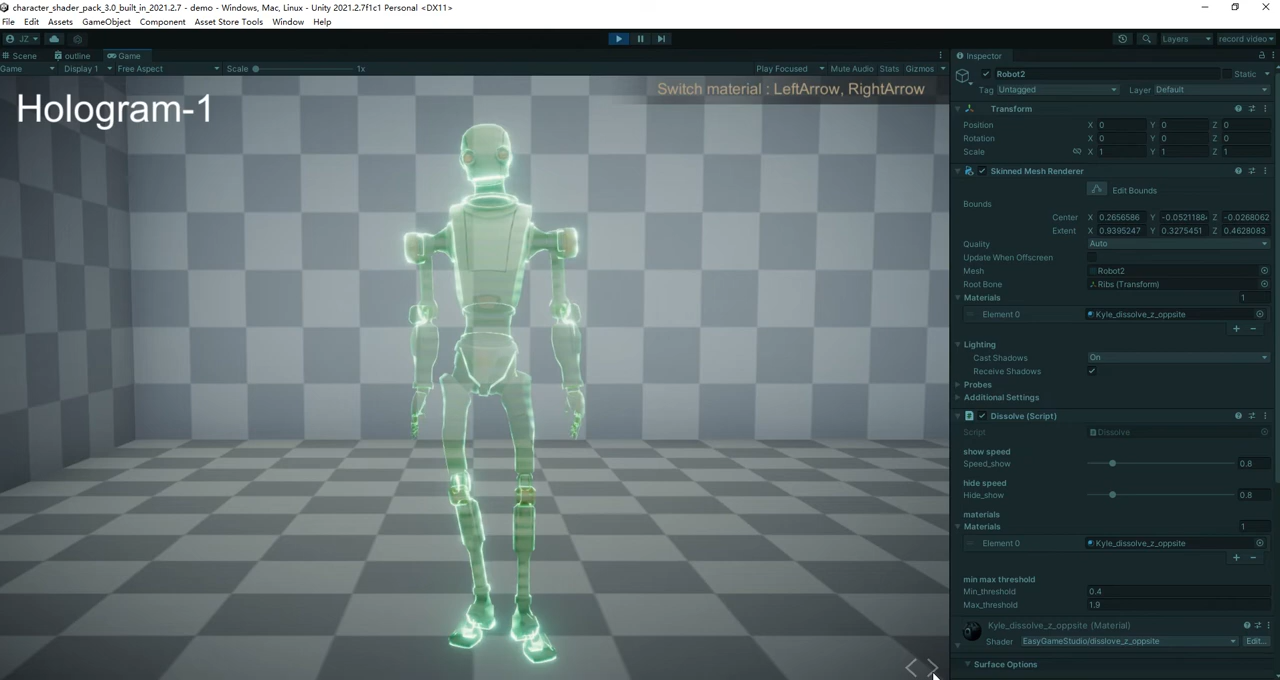 character_shader_pack_3.0_built_in_2021.2.7 - demo - Windows, Mac, Linux - Unity 2021.2.7f1c1 Personal <DX11>
File Edit Assets GameObject Component Asset Store Tools Window Help
JZ Layers record video
Scene outline Game
Game Display 1 Free Aspect Scale 1x Play Focused Mute Audio Stats Gizmos
Hologram-1
Switch material : LeftArrow, RightArrow
Inspector
Robot2 Static
Tag Untagged Layer Default
Transform
Position X 0 Y 0 Z 0
Rotation X 0 Y 0 Z 0
Scale X 1 Y 1 Z 1
Skinned Mesh Renderer
Edit Bounds
Bounds
Center X 0.2656586 Y -0.0521188 Z -0.0268062
Extent X 0.9395247 Y 0.3275451 Z 0.4628083
Quality Auto
Update When Offscreen
Mesh Robot2
Root Bone Ribs (Transform)
Materials 1
Element 0 Kyle_dissolve_z_oppsite
Lighting
Cast Shadows On
Receive Shadows
Probes
Additional Settings
Dissolve (Script)
Script Dissolve
show speed
Speed_show 0.8
hide speed
Hide_show 0.8
materials
Materials 1
Element 0 Kyle_dissolve_z_oppsite
min max threshold
Min_threshold 0.4
Max_threshold 1.9
Kyle_dissolve_z_oppsite (Material)
Shader EasyGameStudio/disslove_z_oppsite Edit...
Surface Options